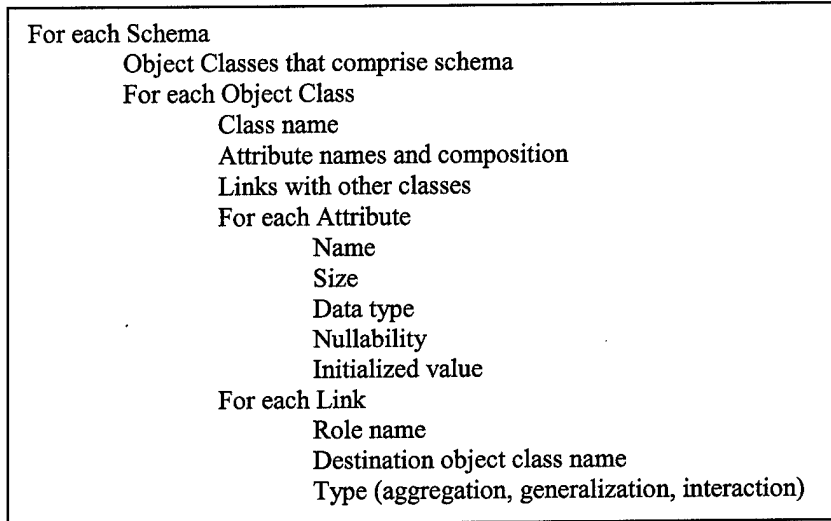 For each Schema
Object Classes that comprise schema
For each Object Class
Class name
Attribute names and composition
Links with other classes
For each Attribute
Name
Size
Data type
Nullability
Initialized value
For each Link
Role name
Destination object class name
Type (aggregation, generalization, interaction)